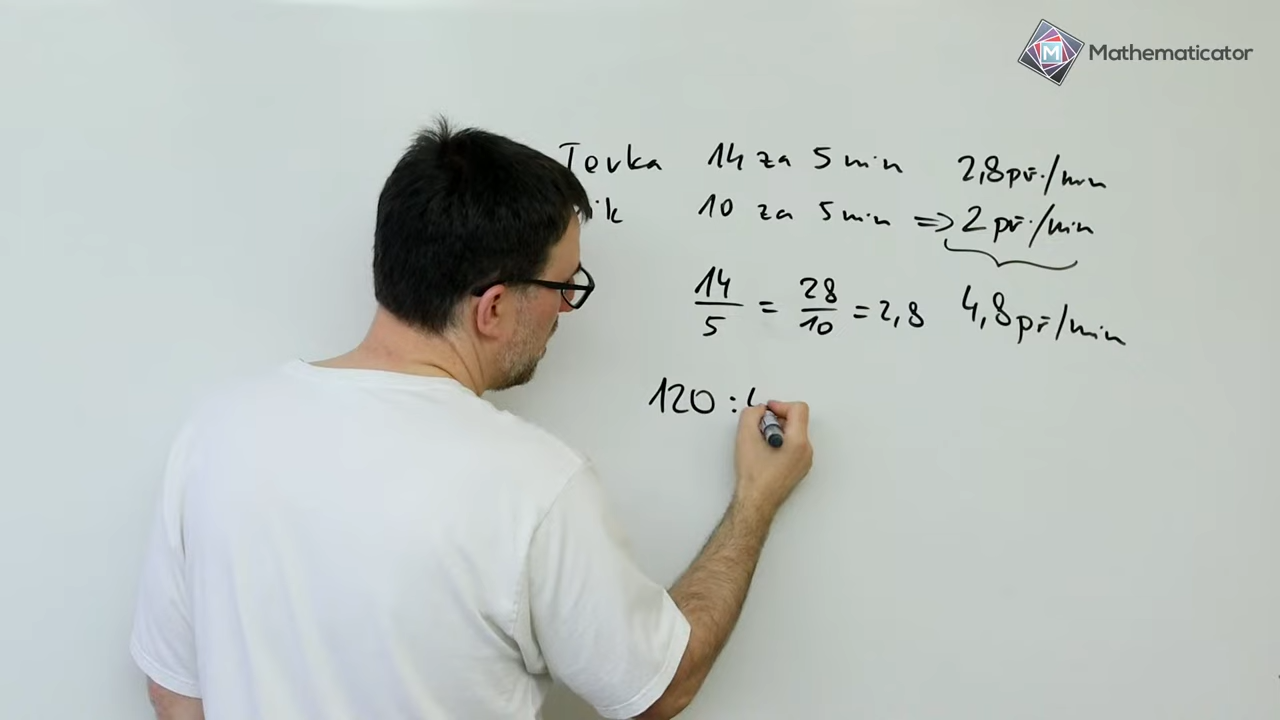 Mathematicator
Terka 14 za 5 min 2,8 př./min
10 za 5 min => 2 př./min
14/5 = 28/10 = 2,8 4,8 př/min
120 :